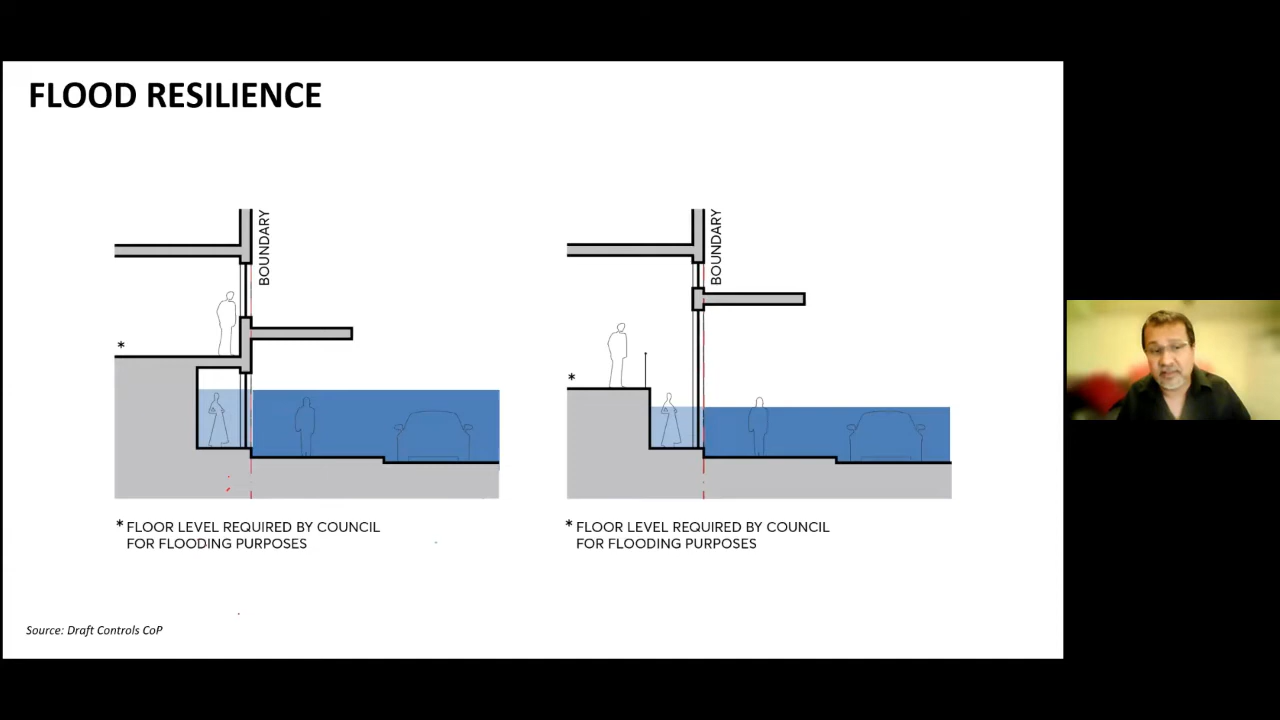 FLOOD RESILIENCE
BOUNDARY
BOUNDARY
*
*
* FLOOR LEVEL REQUIRED BY COUNCIL
FOR FLOODING PURPOSES
* FLOOR LEVEL REQUIRED BY COUNCIL
FOR FLOODING PURPOSES
Source: Draft Controls CoP